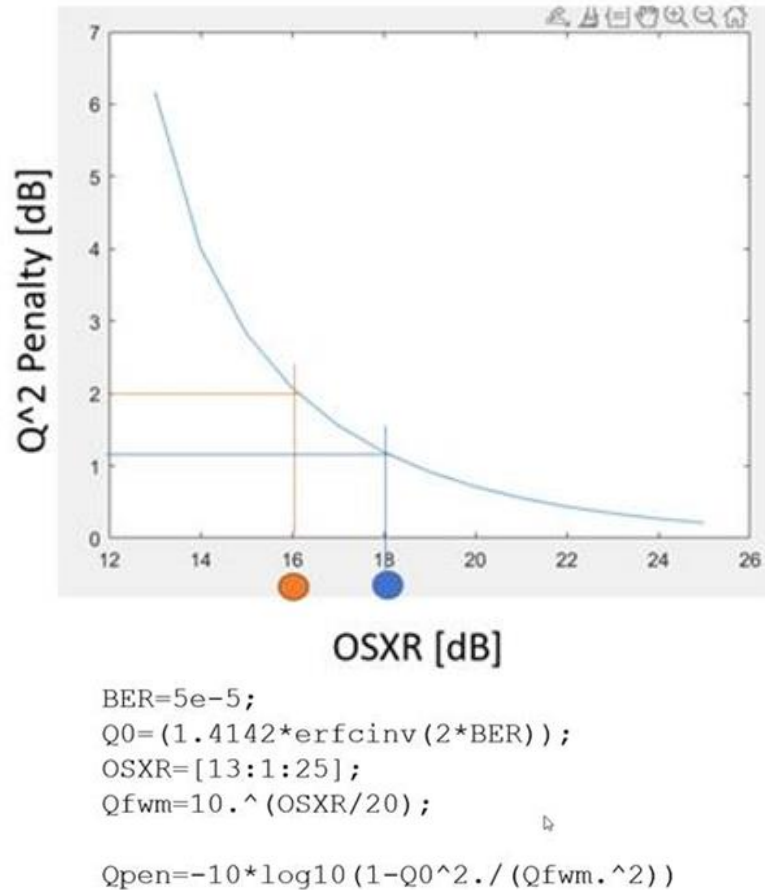 Q^2 Penalty [dB]
7
6
5
4
3
2
1
0
12 14 16 18 20 22 24 26
OSXR [dB]
BER=5e-5;
Q0=(1.4142*erfcinv(2*BER));
OSXR=[13:1:25];
Qfwm=10.^(OSXR/20);
Qpen=-10*log10(1-Q0^2./(Qfwm.^2))